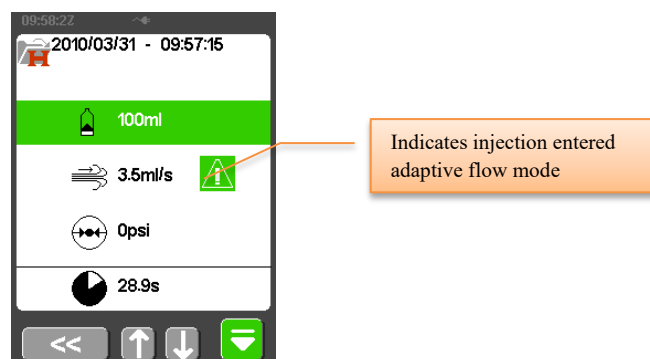 09:58:27
2010/03/31 - 09:57:15
H
100ml
3.5ml/s
Indicates injection entered
adaptive flow mode
0psi
28.9s
<<